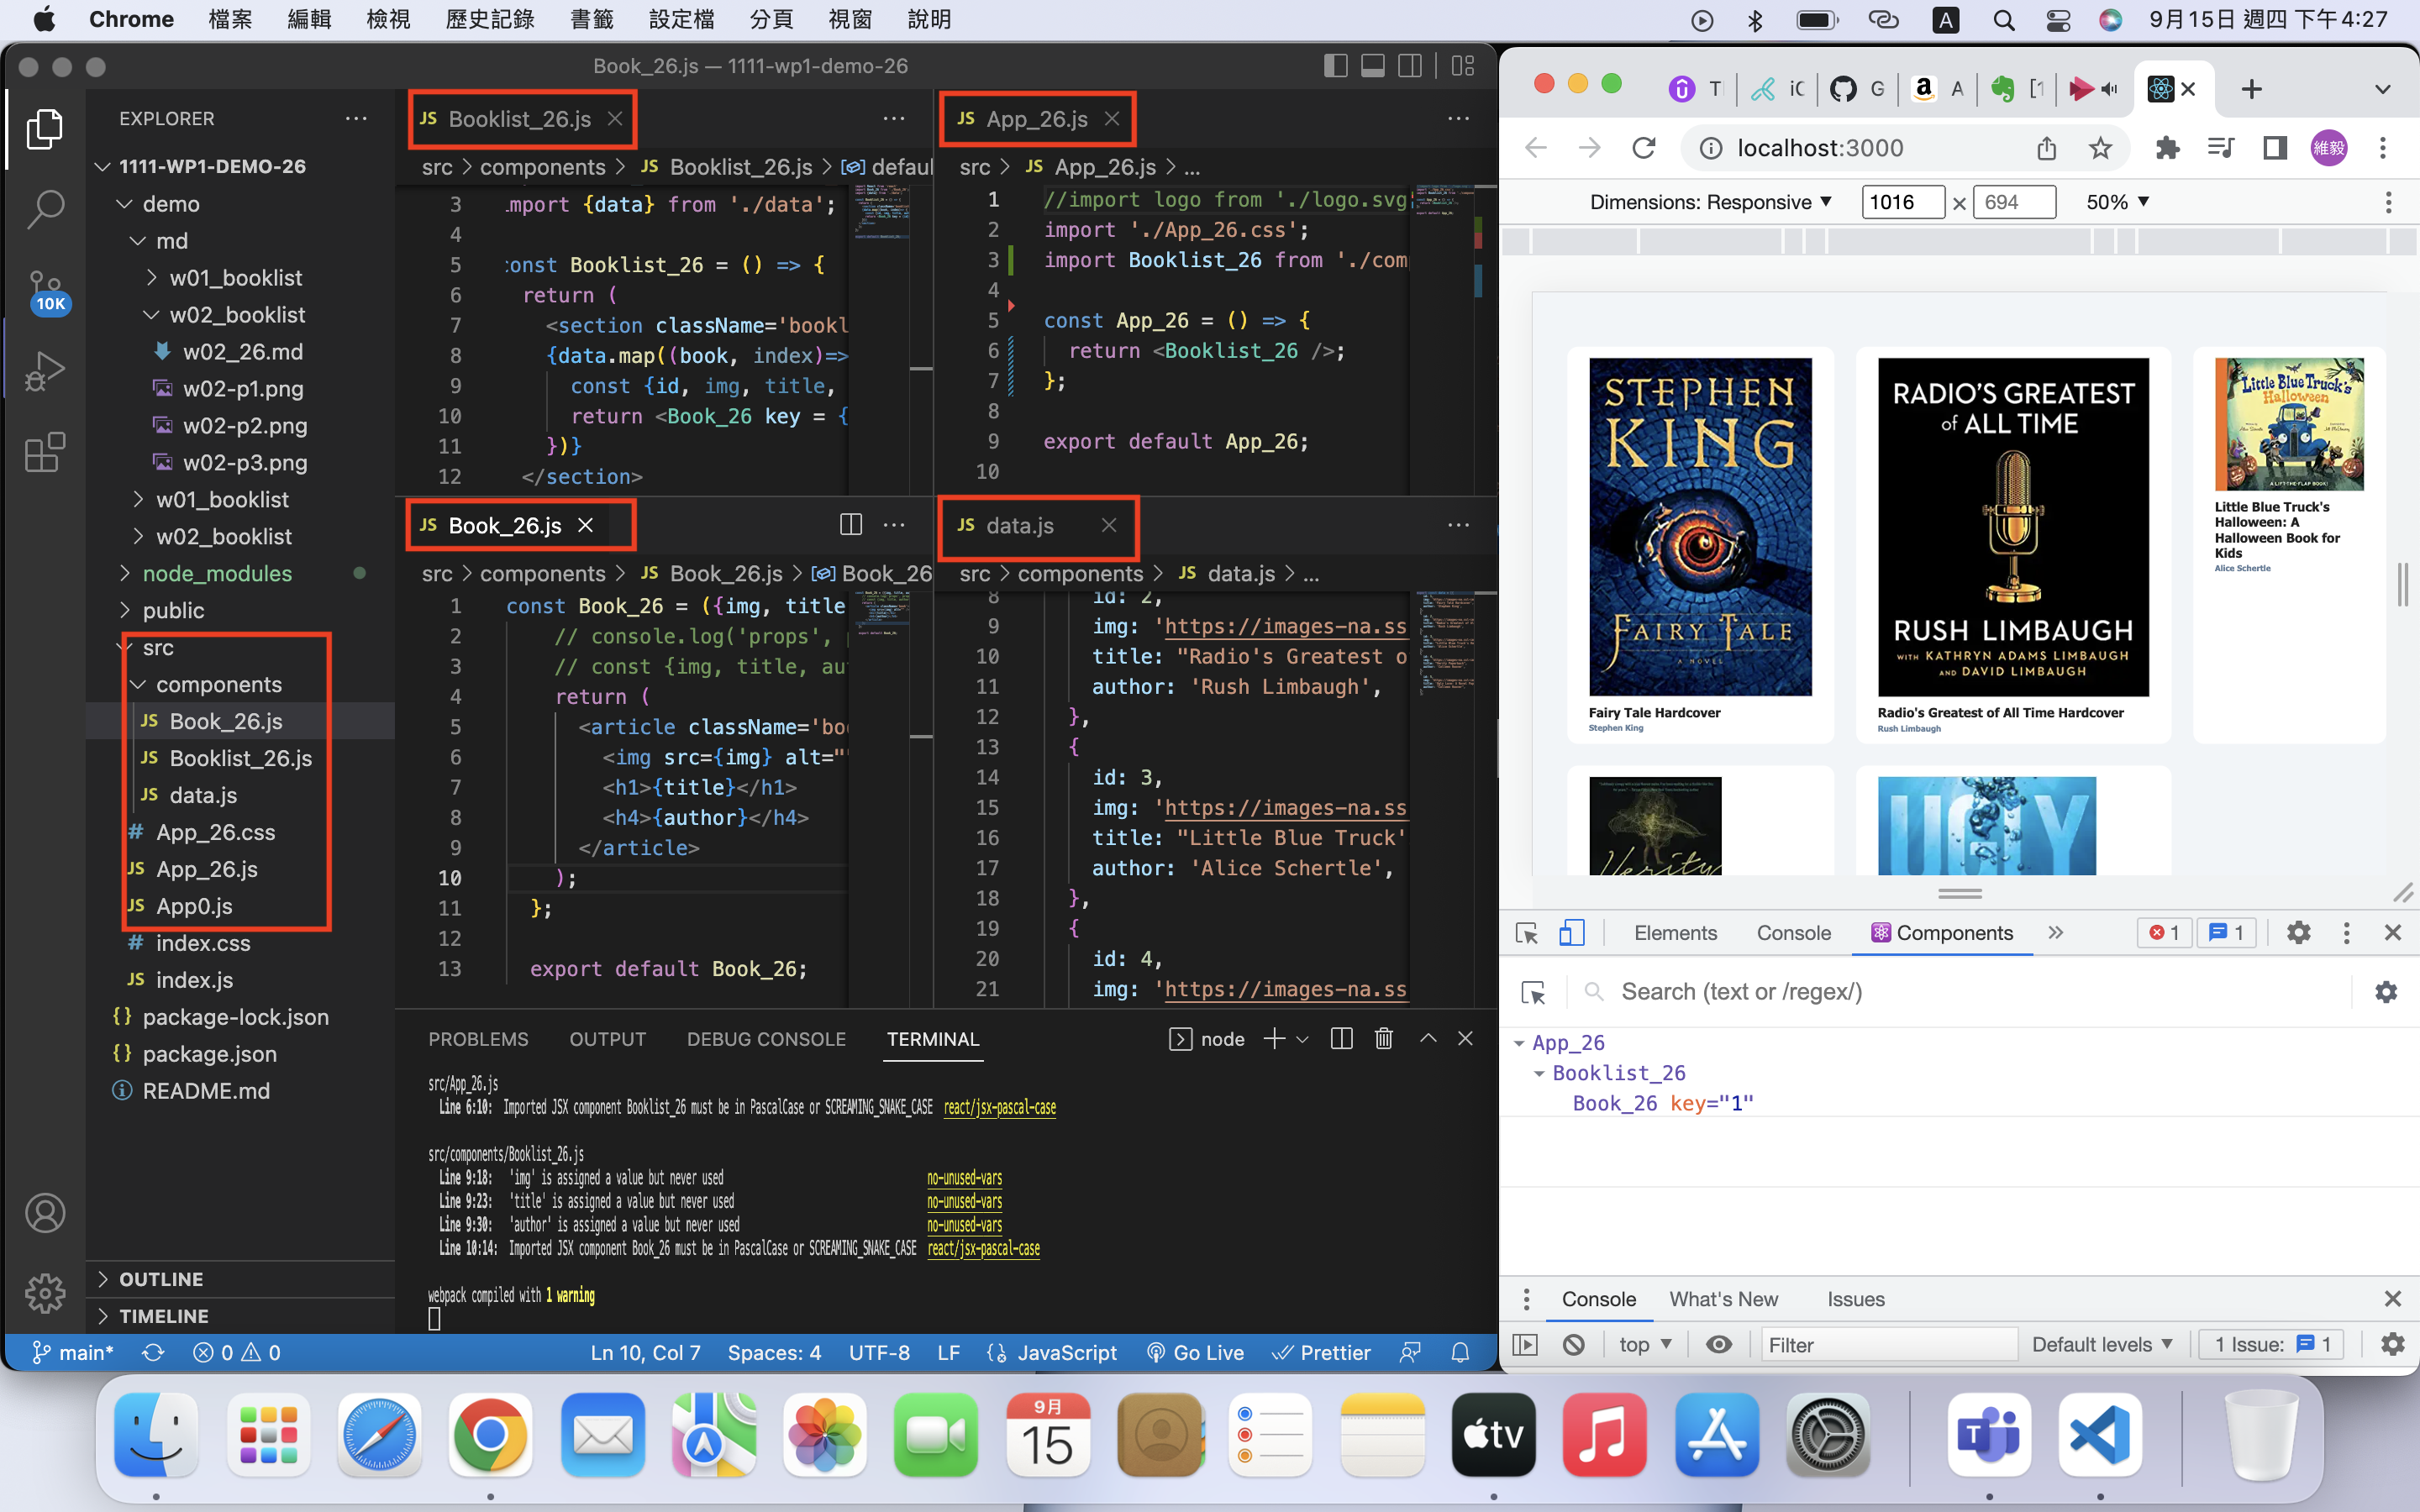 Chrome 檔案 編輯 檢視 歷史記錄 書籤 設定檔 分頁 視窗 說明
A 9月15日 週四 下午4:27
Book_26.js — 1111-wp1-demo-26
EXPLORER
1111-WP1-DEMO-26
demo
md
w01_booklist
w02_booklist
w02_26.md
w02-p1.png
w02-p2.png
w02-p3.png
w01_booklist
w02_booklist
node_modules
public
src
components
JS Book_26.js
JS Booklist_26.js
JS data.js
# App_26.css
JS App_26.js
JS App0.js
# index.css
JS index.js
{} package-lock.json
{} package.json
README.md
OUTLINE
TIMELINE
10K
JS Booklist_26.js
src > components > JS Booklist_26.js > defaul
3 mport {data} from './data';
4
5 const Booklist_26 = () => {
6 return (
7 <section className='bookl
8 {data.map((book, index)=>
9 const {id, img, title,
10 return <Book_26 key = {
11 })}
12 </section>
JS App_26.js
src > JS App_26.js > ...
1 //import logo from './logo.svg'
2 import './App_26.css';
3 import Booklist_26 from './com
4
5 const App_26 = () => {
6 return <Booklist_26 />;
7 };
8
9 export default App_26;
10
JS Book_26.js
src > components > JS Book_26.js > Book_26
1 const Book_26 = ({img, title
2 // console.log('props',
3 // const {img, title, au
4 return (
5 <article className='bo
6 <img src={img} alt=""
7 <h1>{title}</h1>
8 <h4>{author}</h4>
9 </article>
10 );
11 };
12
13 export default Book_26;
JS data.js
src > components > JS data.js > ...
8 id: 2,
9 img: 'https://images-na.ss
10 title: "Radio's Greatest o
11 author: 'Rush Limbaugh',
12 },
13 {
14 id: 3,
15 img: 'https://images-na.ss
16 title: "Little Blue Truck'
17 author: 'Alice Schertle',
18 },
19 {
20 id: 4,
21 img: 'https://images-na.ss
PROBLEMS OUTPUT DEBUG CONSOLE TERMINAL node
src/App_26.js
Line 6:10: Imported JSX component Booklist_26 must be in PascalCase or SCREAMING_SNAKE_CASE react/jsx-pascal-case
src/components/Booklist_26.js
Line 9:18: 'img' is assigned a value but never used no-unused-vars
Line 9:23: 'title' is assigned a value but never used no-unused-vars
Line 9:30: 'author' is assigned a value but never used no-unused-vars
Line 10:14: Imported JSX component Book_26 must be in PascalCase or SCREAMING_SNAKE_CASE react/jsx-pascal-case
webpack compiled with 1 warning
main* 0 0 Ln 10, Col 7 Spaces: 4 UTF-8 LF JavaScript Go Live Prettier
T iC G A [1
localhost:3000 維毅
Dimensions: Responsive 1016 × 694 50%
STEPHEN
KING
FAIRY TALE
A NOVEL
Fairy Tale Hardcover
Stephen King
RADIO'S GREATEST
of ALL TIME
RUSH LIMBAUGH
WITH KATHRYN ADAMS LIMBAUGH
AND DAVID LIMBAUGH
Radio's Greatest of All Time Hardcover
Rush Limbaugh
Little Blue Truck's
Halloween
A LIFT-THE-FLAP BOOK!
Little Blue Truck's
Halloween: A
Halloween Book for
Kids
Alice Schertle
Verity
UGLY
Elements Console Components 1 1
Search (text or /regex/)
App_26
Booklist_26
Book_26 key="1"
Console What's New Issues
top Filter Default levels 1 Issue: 1
9月
15
tv
T